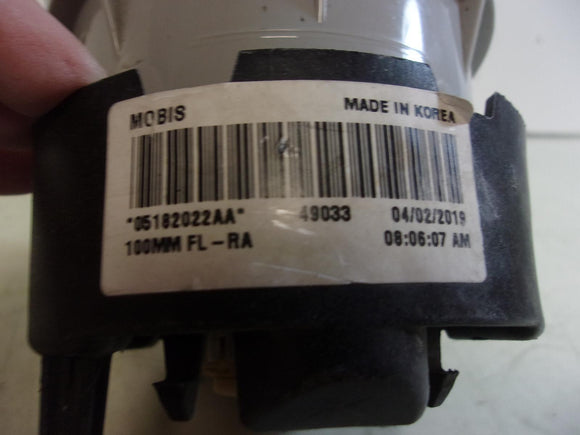 MOBIS MADE IN KOREA
*05182022AA* 49033 04/02/2019
100MM FL-RA 08:06:07 AM